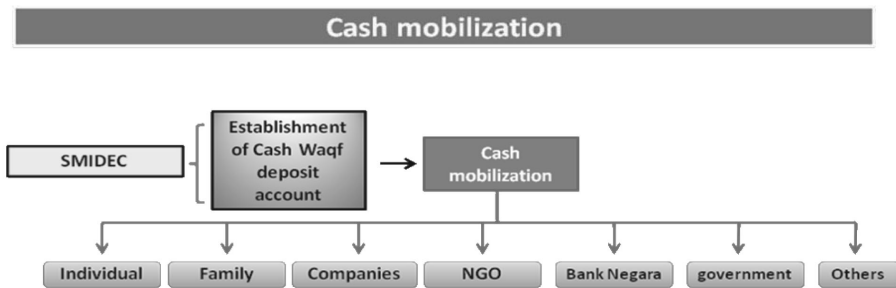 Cash mobilization
SMIDEC
Establishment
of Cash Waqf
deposit
account
Cash
mobilization
Individual
Family
Companies
NGO
Bank Negara
government
Others